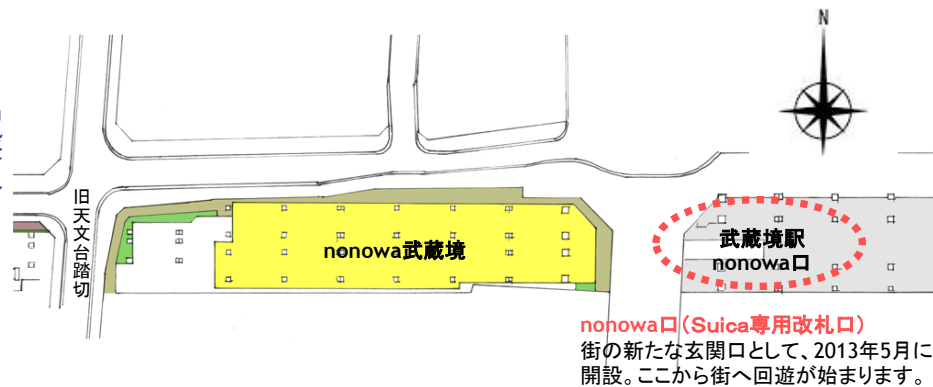 N
旧天文台踏切
nonowa武蔵境
武蔵境駅
nonowa口
nonowa口（Suica専用改札口）
街の新たな玄関口として、2013年5月に
開設。ここから街へ回遊が始まります。